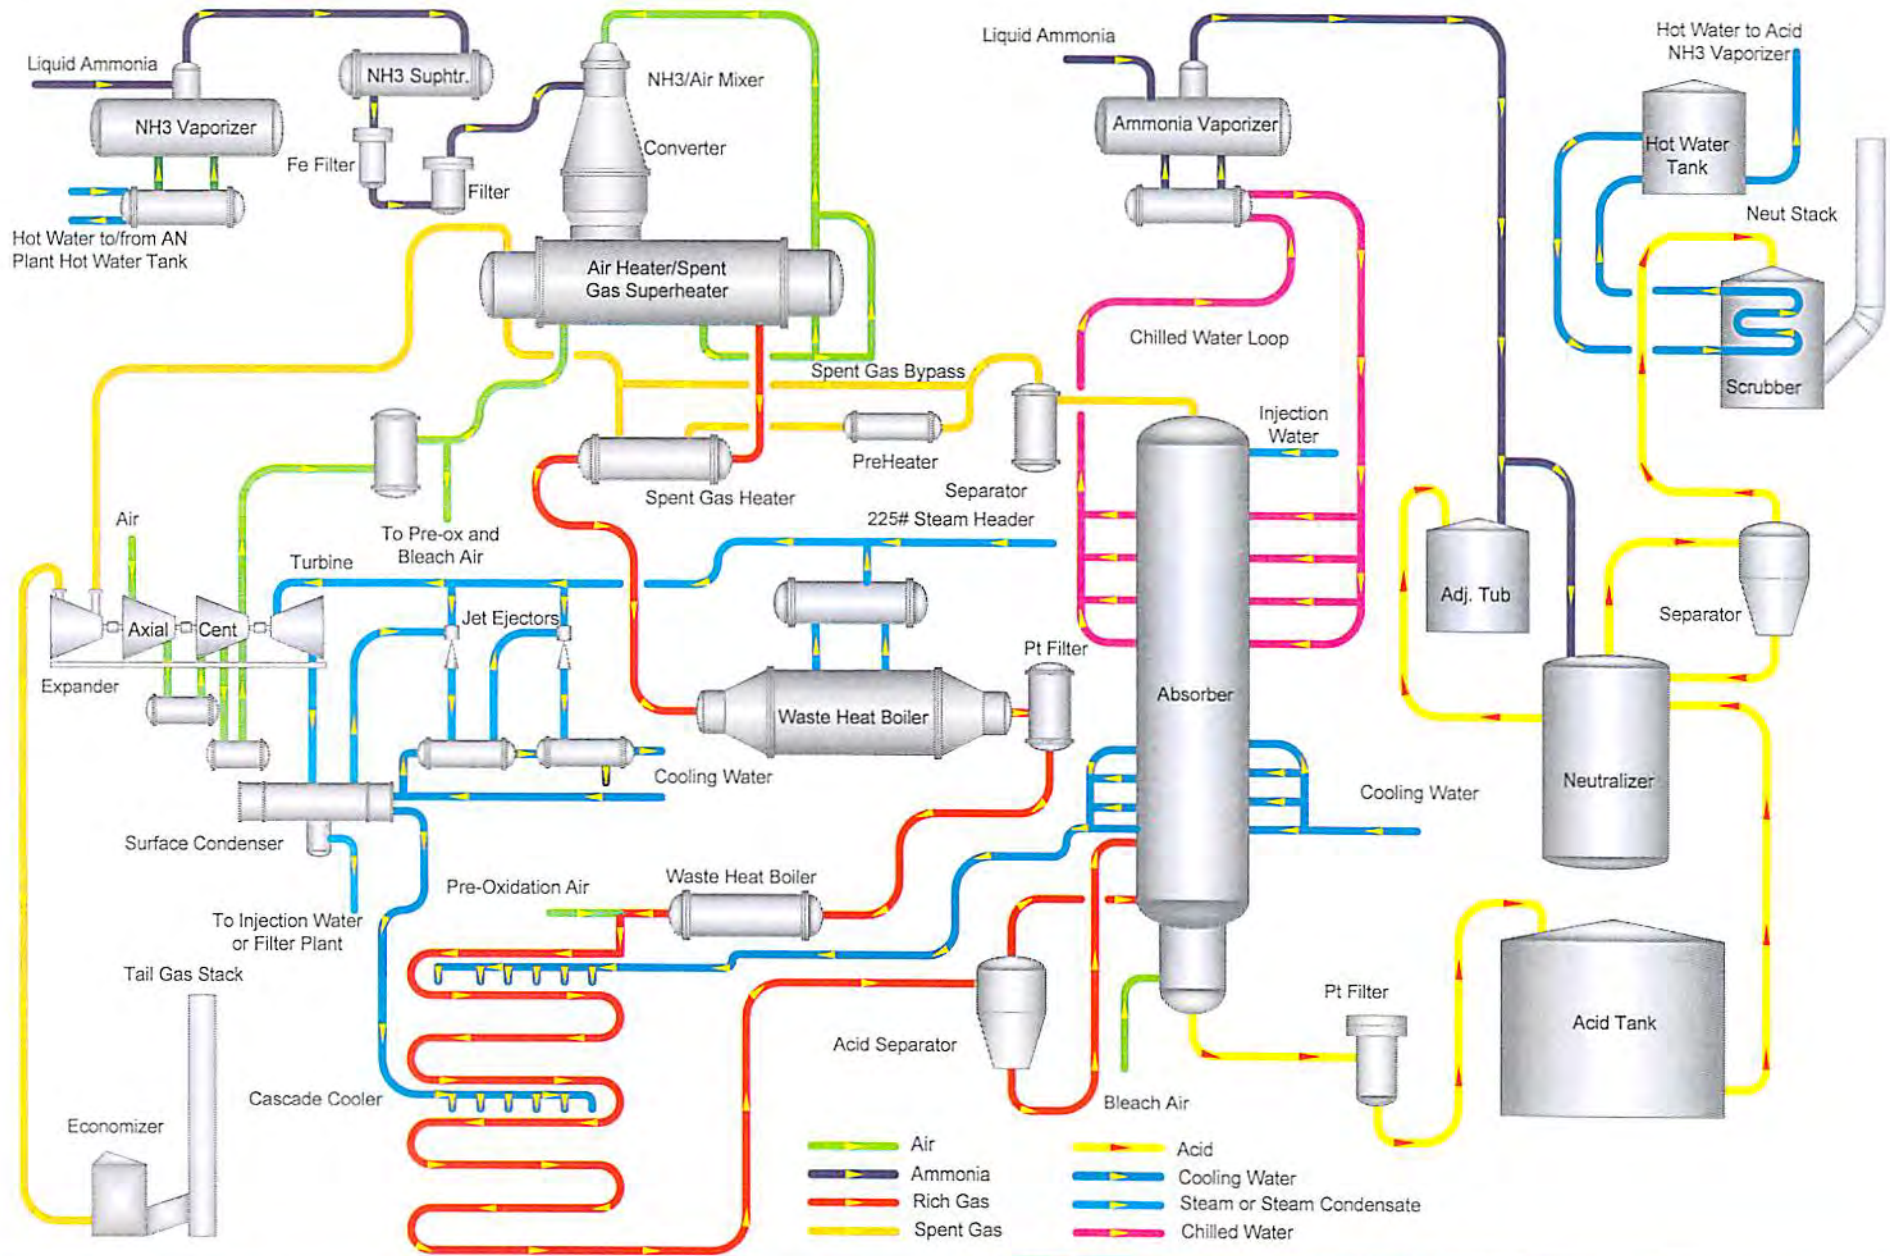 Liquid Ammonia
NH3 Vaporizer
Hot Water to/from AN
Plant Hot Water Tank
NH3 Suphtr.
Fe Filter
Filter
NH3/Air Mixer
Converter
Air Heater/Spent
Gas Superheater
Liquid Ammonia
Ammonia Vaporizer
Chilled Water Loop
Hot Water to Acid
NH3 Vaporizer
Hot Water
Tank
Neut Stack
Scrubber
Spent Gas Bypass
PreHeater
Spent Gas Heater
Separator
Injection
Water
225# Steam Header
To Pre-ox and
Bleach Air
Air
Turbine
Axial
Cent
Expander
Jet Ejectors
Waste Heat Boiler
Pt Filter
Absorber
Adj. Tub
Separator
Neutralizer
Cooling Water
Cooling Water
Surface Condenser
To Injection Water
or Filter Plant
Pre-Oxidation Air
Waste Heat Boiler
Tail Gas Stack
Economizer
Cascade Cooler
Acid Separator
Bleach Air
Pt Filter
Acid Tank
Air
Ammonia
Rich Gas
Spent Gas
Acid
Cooling Water
Steam or Steam Condensate
Chilled Water